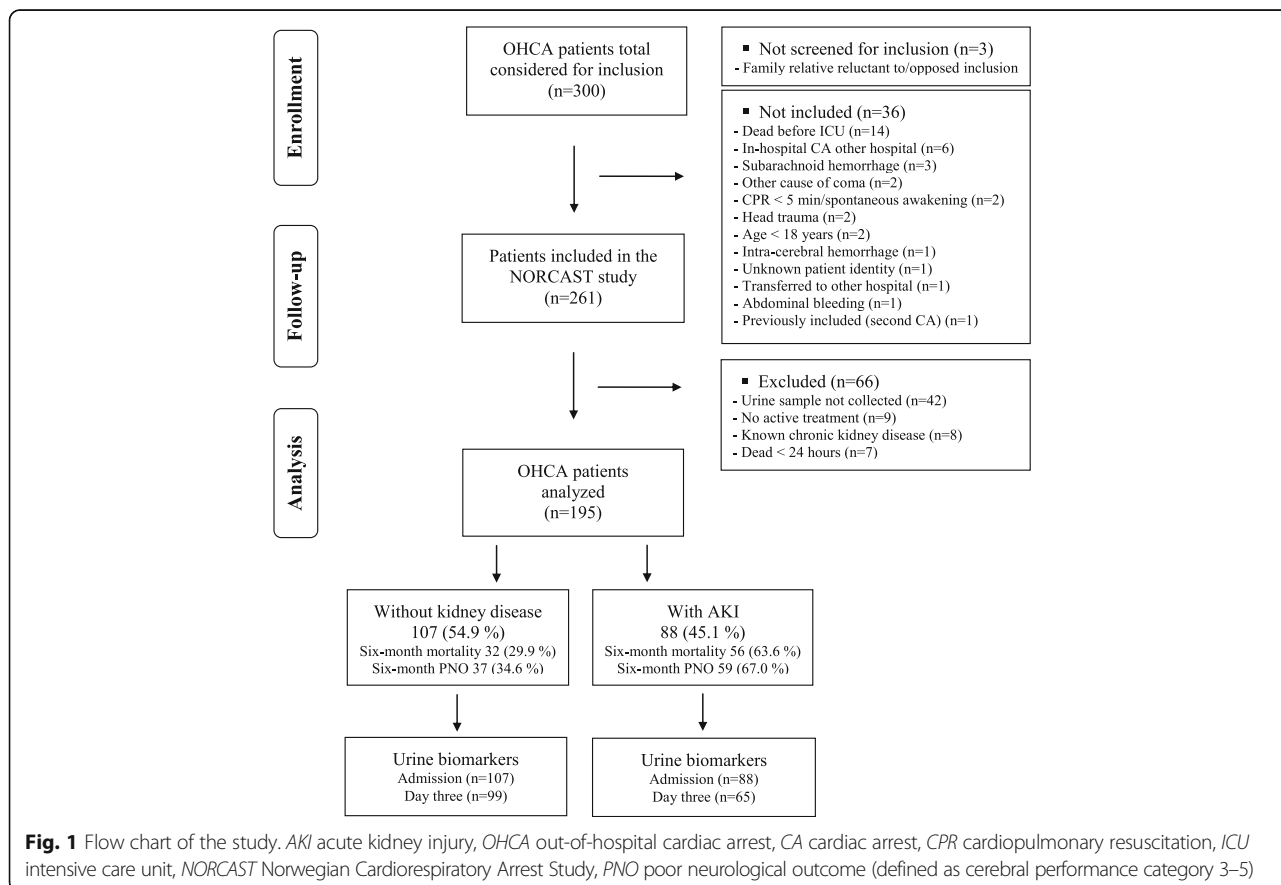 Enrollment
OHCA patients total
considered for inclusion
(n=300)
▪ Not screened for inclusion (n=3)
- Family relative reluctant to/opposed inclusion
▪ Not included (n=36)
- Dead before ICU (n=14)
- In-hospital CA other hospital (n=6)
- Subarachnoid hemorrhage (n=3)
- Other cause of coma (n=2)
- CPR < 5 min/spontaneous awakening (n=2)
- Head trauma (n=2)
- Age < 18 years (n=2)
- Intra-cerebral hemorrhage (n=1)
- Unknown patient identity (n=1)
- Transferred to other hospital (n=1)
- Abdominal bleeding (n=1)
- Previously included (second CA) (n=1)
Follow-up
Patients included in the
NORCAST study
(n=261)
▪ Excluded (n=66)
- Urine sample not collected (n=42)
- No active treatment (n=9)
- Known chronic kidney disease (n=8)
- Dead < 24 hours (n=7)
Analysis
OHCA patients
analyzed
(n=195)
Without kidney disease
107 (54.9 %)
Six-month mortality 32 (29.9 %)
Six-month PNO 37 (34.6 %)
With AKI
88 (45.1 %)
Six-month mortality 56 (63.6 %)
Six-month PNO 59 (67.0 %)
Urine biomarkers
Admission (n=107)
Day three (n=99)
Urine biomarkers
Admission (n=88)
Day three (n=65)
Fig. 1 Flow chart of the study. AKI acute kidney injury, OHCA out-of-hospital cardiac arrest, CA cardiac arrest, CPR cardiopulmonary resuscitation, ICU
intensive care unit, NORCAST Norwegian Cardiorespiratory Arrest Study, PNO poor neurological outcome (defined as cerebral performance category 3–5)